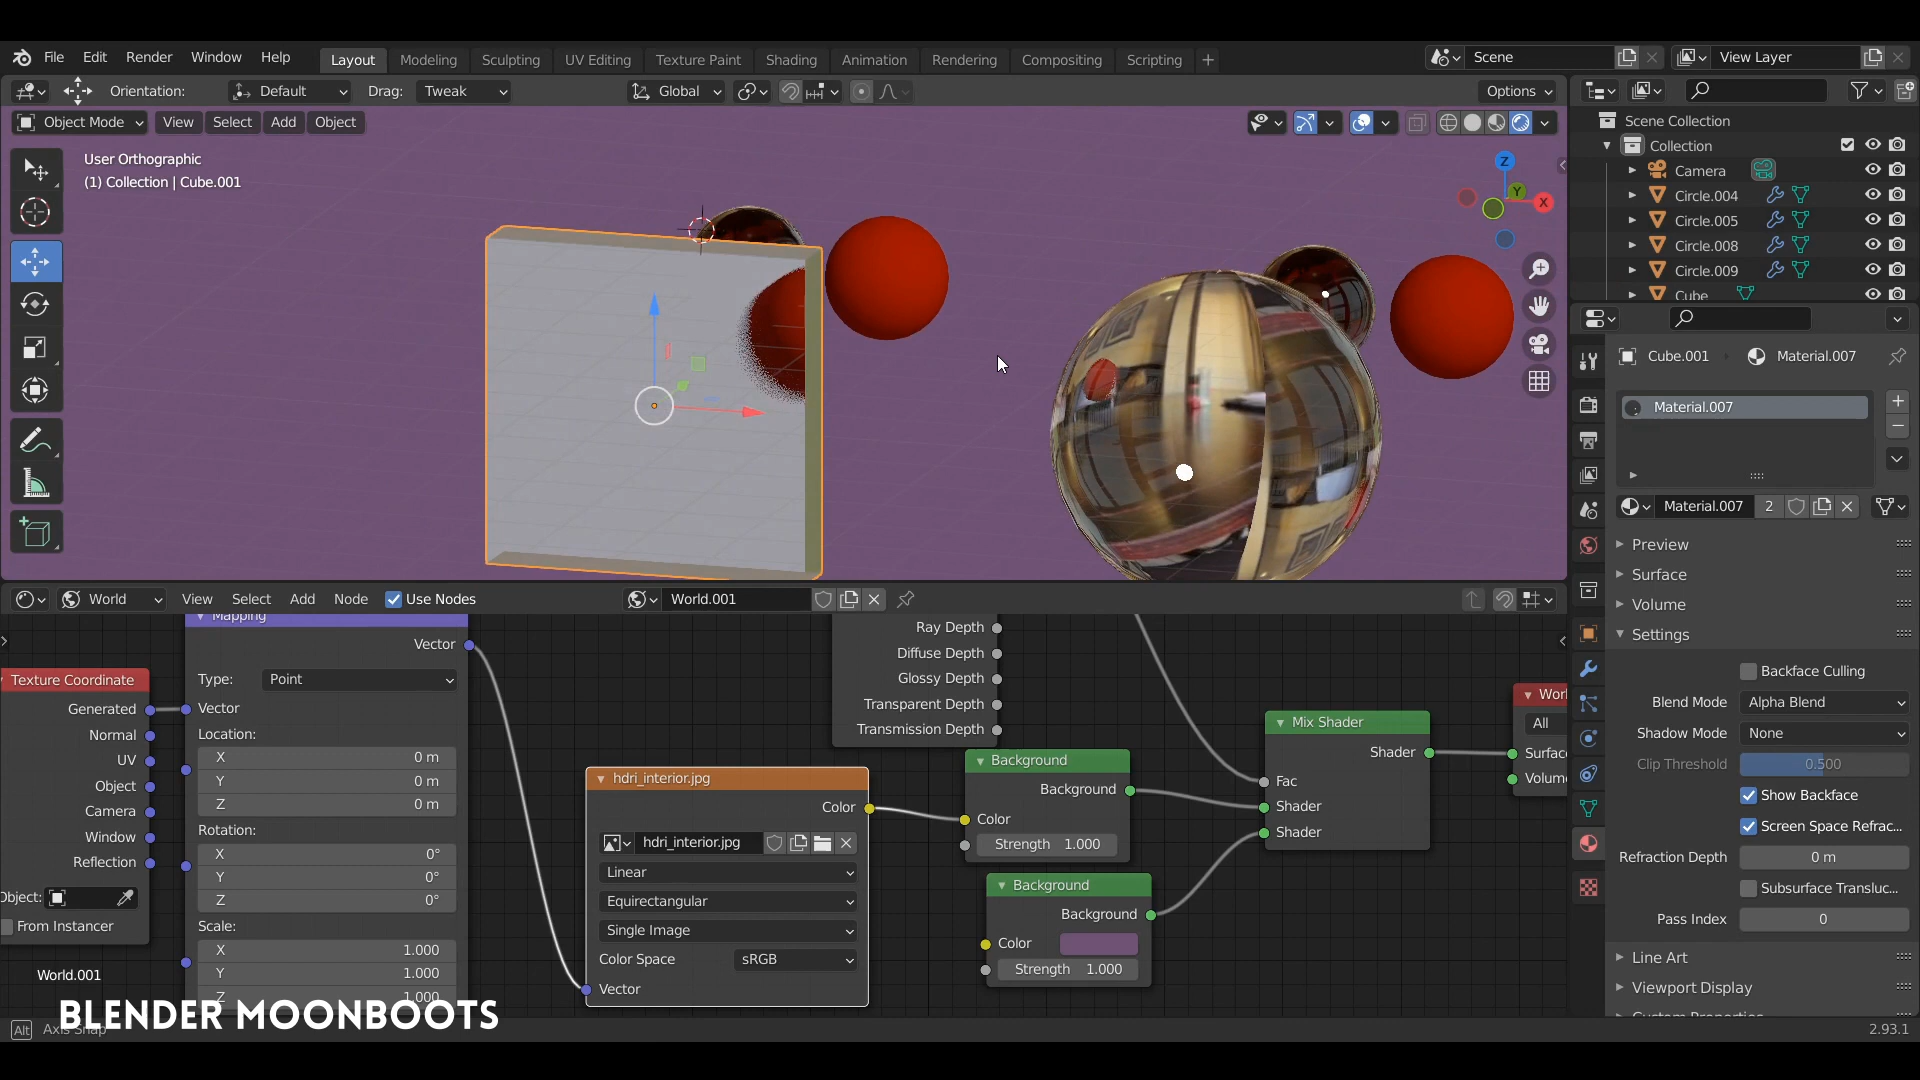 File Edit Render Window Help Layout Modeling Sculpting UV Editing Texture Paint Shading Animation Rendering Compositing Scripting + Scene View Layer
Orientation: Default Drag: Tweak Global Options
Object Mode View Select Add Object
User Orthographic
(1) Collection | Cube.001
Z
Y
X
Scene Collection
Collection
Camera
Circle.004
Circle.005
Circle.008
Circle.009
Cube
Cube.001 Material.007
Material.007
Material.007 2
Preview
Surface
Volume
Settings
Backface Culling
Blend Mode Alpha Blend
Shadow Mode None
Clip Threshold 0.500
Show Backface
Screen Space Refrac...
Refraction Depth 0 m
Subsurface Transluc...
Pass Index 0
Line Art
Viewport Display
World View Select Add Node Use Nodes World.001
Texture Coordinate
Generated
Normal
UV
Object
Camera
Window
Reflection
From Instancer
World.001
Mapping
Vector
Type: Point
Vector
Location:
X 0 m
Y 0 m
Z 0 m
Rotation:
X 0°
Y 0°
Z 0°
Scale:
X 1.000
Y 1.000
Z 1.000
hdri_interior.jpg
Color
hdri_interior.jpg
Linear
Equirectangular
Single Image
Color Space sRGB
Vector
Ray Depth
Diffuse Depth
Glossy Depth
Transparent Depth
Transmission Depth
Background
Background
Color
Strength 1.000
Background
Background
Color
Strength 1.000
Mix Shader
Shader
Fac
Shader
Shader
All
BLENDER MOONBOOTS
Alt Axis Snap
2.93.1